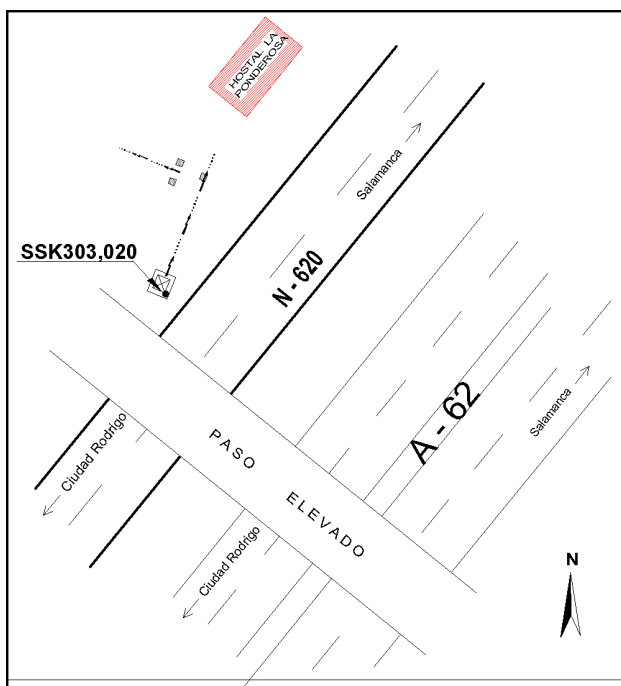 HOSTAL LA
PONDEROSA
Salamanca
SSK303,020
N - 620
A - 62
Salamanca
Ciudad Rodrigo
PASO ELEVADO
Ciudad Rodrigo
N